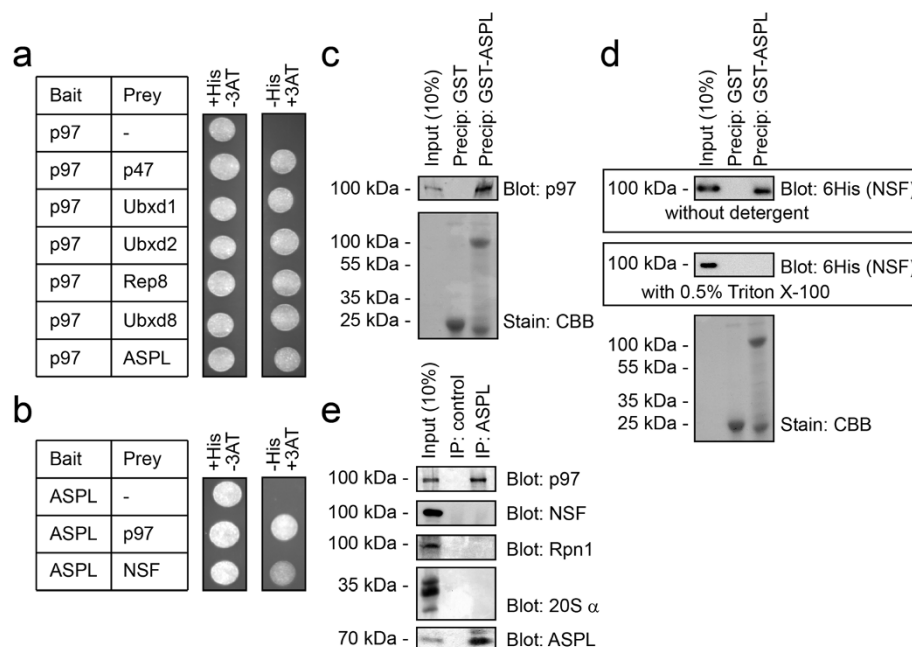 a
+His
-3AT
-His
+3AT
Bait Prey
p97 -
p97 p47
p97 Ubxd1
p97 Ubxd2
p97 Rep8
p97 Ubxd8
p97 ASPL
b
+His
-3AT
-His
+3AT
Bait Prey
ASPL -
ASPL p97
ASPL NSF
c
Input (10%)
Precip: GST
Precip: GST-ASPL
100 kDa - Blot: p97
100 kDa -
55 kDa -
35 kDa -
25 kDa - Stain: CBB
d
Input (10%)
Precip: GST
Precip: GST-ASPL
100 kDa - Blot: 6His (NSF)
without detergent
100 kDa - Blot: 6His (NSF)
with 0.5% Triton X-100
100 kDa -
55 kDa -
35 kDa -
25 kDa - Stain: CBB
e
Input (10%)
IP: control
IP: ASPL
100 kDa - Blot: p97
100 kDa - Blot: NSF
100 kDa - Blot: Rpn1
35 kDa -
Blot: 20S α
70 kDa - Blot: ASPL